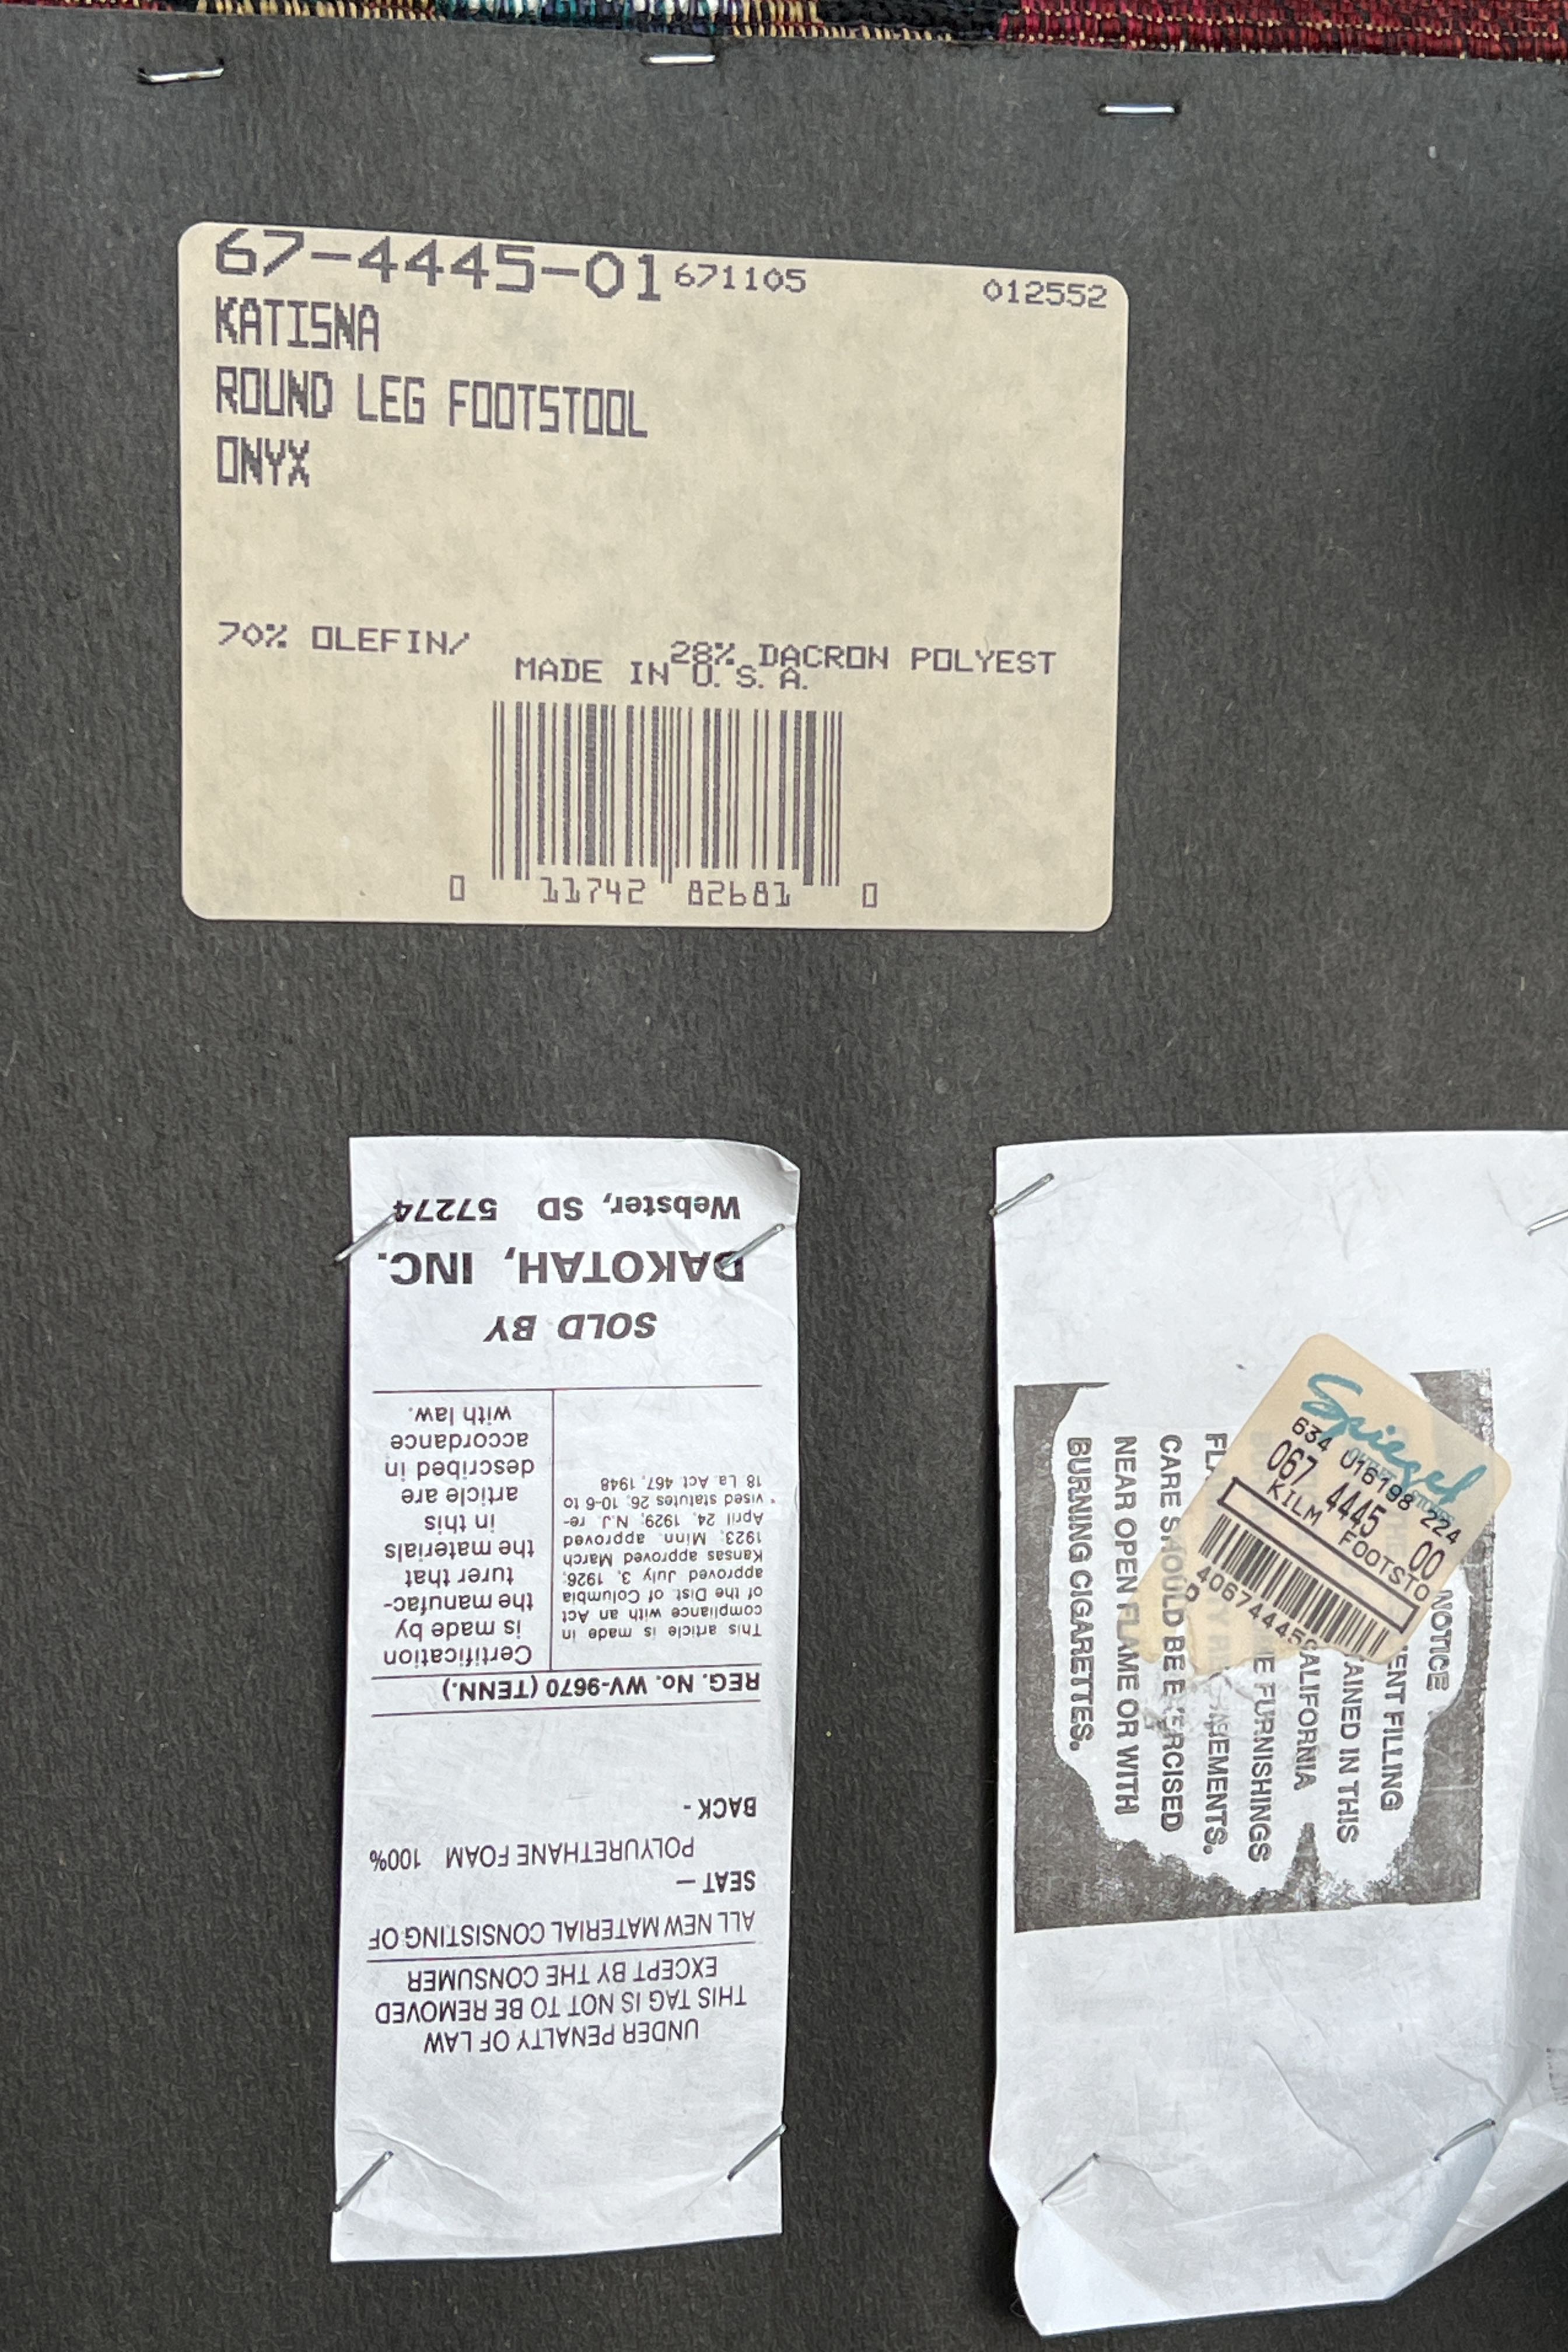 67-4445-01 671105 012552
KATISNA
ROUND LEG FOOTSTOOL
ONYX
70% OLEFIN/ 28% DACRON POLYEST
MADE IN U.S.A.
0 11742 82681 0
UNDER PENALTY OF LAW
THIS TAG IS NOT TO BE REMOVED
EXCEPT BY THE CONSUMER
ALL NEW MATERIAL CONSISTING OF
SEAT —
POLYURETHANE FOAM 100%
BACK -
REG. No. WV-9670 (TENN.)
This article is made in
compliance with an Act
of the Dist. of Columbia
approved July 3, 1926;
Kansas approved March
1923; Minn. approved
April 24, 1929; N.J. re-
vised statutes 26; 10-6 to
18 La. Act 467, 1948
Certification
is made by
the manufac-
turer that
the materials
in this
article are
described in
accordance
with law.
SOLD BY
DAKOTAH, INC.
Webster, SD 57274
Spiegel
634 016198 224
067 4445 00
KILM FOOTSTO
NOTICE
FILLING
IN THIS
CALIFORNIA
FURNISHINGS
CARE SHOULD BE EXERCISED
NEAR OPEN FLAME OR WITH
BURNING CIGARETTES.